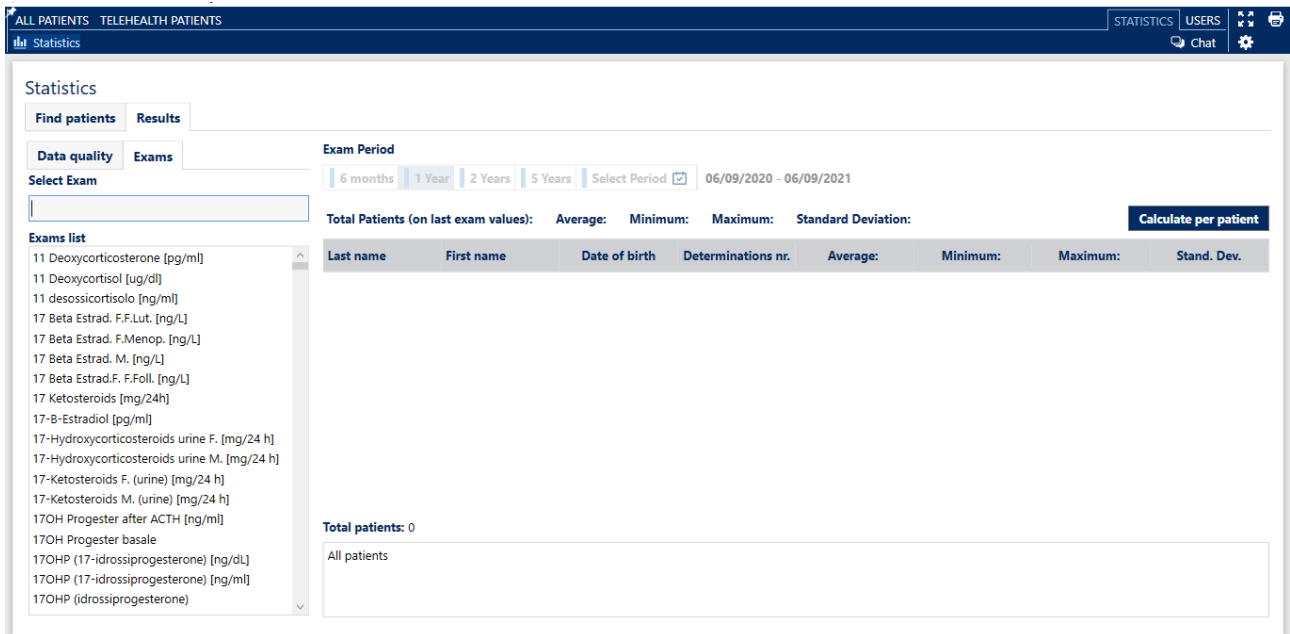 ALL PATIENTS TELEHEALTH PATIENTS
STATISTICS USERS
Statistics
Chat
Statistics
Find patients Results
Data quality Exams
Select Exam
Exams list
11 Deoxycorticosterone [pg/ml]
11 Deoxycortisol [ug/dl]
11 desossicortisolo [ng/ml]
17 Beta Estrad. F.F.Lut. [ng/L]
17 Beta Estrad. F.Menop. [ng/L]
17 Beta Estrad. M. [ng/L]
17 Beta Estrad.F. F.Foll. [ng/L]
17 Ketosteroids [mg/24h]
17-B-Estradiol [pg/ml]
17-Hydroxycorticosteroids urine F. [mg/24 h]
17-Hydroxycorticosteroids urine M. [mg/24 h]
17-Ketosteroids F. (urine) [mg/24 h]
17-Ketosteroids M. (urine) [mg/24 h]
17OH Progester after ACTH [ng/ml]
17OH Progester basale
17OHP (17-idrossiprogesterone) [ng/dL]
17OHP (17-idrossiprogesterone) [ng/ml]
17OHP (idrossiprogesterone)
Exam Period
6 months 1 Year 2 Years 5 Years Select Period 06/09/2020 - 06/09/2021
Total Patients (on last exam values): Average: Minimum: Maximum: Standard Deviation: Calculate per patient
Last name First name Date of birth Determinations nr. Average: Minimum: Maximum: Stand. Dev.
Total patients: 0
All patients